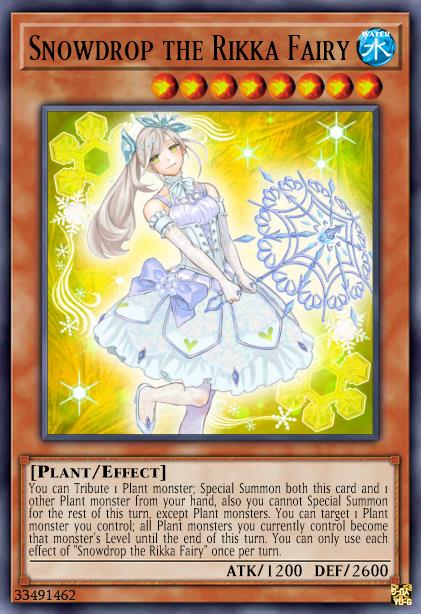 SNOWDROP THE RIKKA FAIRY
WATER
水
[PLANT/EFFECT]
You can Tribute 1 Plant monster; Special Summon both this card and 1
other Plant monster from your hand, also you cannot Special Summon
for the rest of this turn, except Plant monsters. You can target 1 Plant
monster you control; all Plant monsters you currently control become
that monster's Level until the end of this turn. You can only use each
effect of "Snowdrop the Rikka Fairy" once per turn.
ATK/1200 DEF/2600
33491462